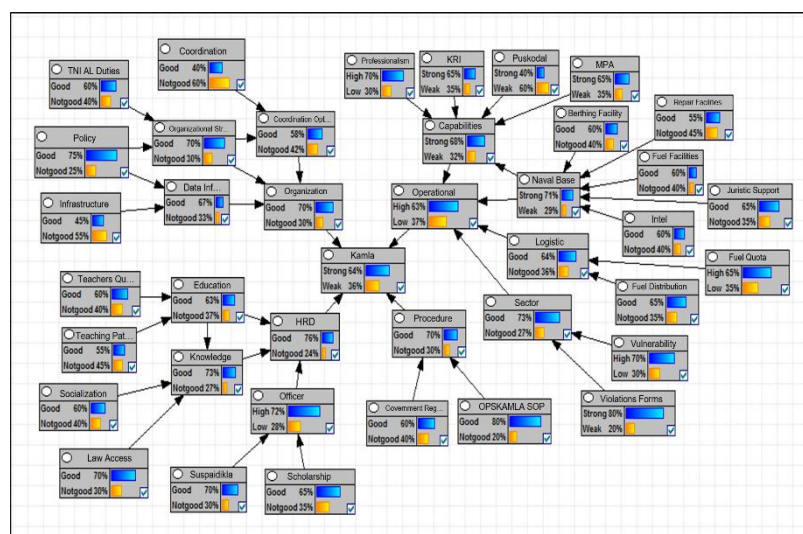 Coordination
Good 40%
Notgood 60%
TNI AL Duties
Good 60%
Notgood 40%
Policy
Good 75%
Notgood 25%
Infrastructure
Good 45%
Notgood 55%
Organizational Str...
Good 70%
Notgood 30%
Coordination Opt...
Good 58%
Notgood 42%
Data Inf...
Good 67%
Notgood 33%
Organization
Good 70%
Notgood 30%
Professionalism
High 70%
Low 30%
KRI
Strong 65%
Weak 35%
Puskodal
Strong 40%
Weak 60%
MPA
Strong 65%
Weak 35%
Capabilities
Strong 68%
Weak 32%
Berthing Facility
Good 60%
Notgood 40%
Repair Facilities
Good 55%
Notgood 45%
Fuel Facilities
Good 60%
Notgood 40%
Naval Base
Strong 71%
Weak 29%
Juristic Support
Good 65%
Notgood 35%
Intel
Good 60%
Notgood 40%
Operational
High 63%
Low 37%
Logistic
Good 64%
Notgood 36%
Fuel Quota
High 65%
Low 35%
Fuel Distribution
Good 65%
Notgood 35%
Kamla
Strong 64%
Weak 36%
Sector
Good 73%
Notgood 27%
Vulnerability
High 70%
Low 30%
Violations Forms
Strong 80%
Weak 20%
Teachers Qu...
Good 60%
Notgood 40%
Education
Good 63%
Notgood 37%
Teaching Pat...
Good 55%
Notgood 45%
Knowledge
Good 73%
Notgood 27%
HRD
Good 76%
Notgood 24%
Procedure
Good 70%
Notgood 30%
Socialization
Good 60%
Notgood 40%
Law Access
Good 70%
Notgood 30%
Officer
High 72%
Low 28%
Suspaidikla
Good 70%
Notgood 30%
Scholarship
Good 65%
Notgood 35%
Government Reg...
Good 60%
Notgood 40%
OPSKAMLA SOP
Good 80%
Notgood 20%